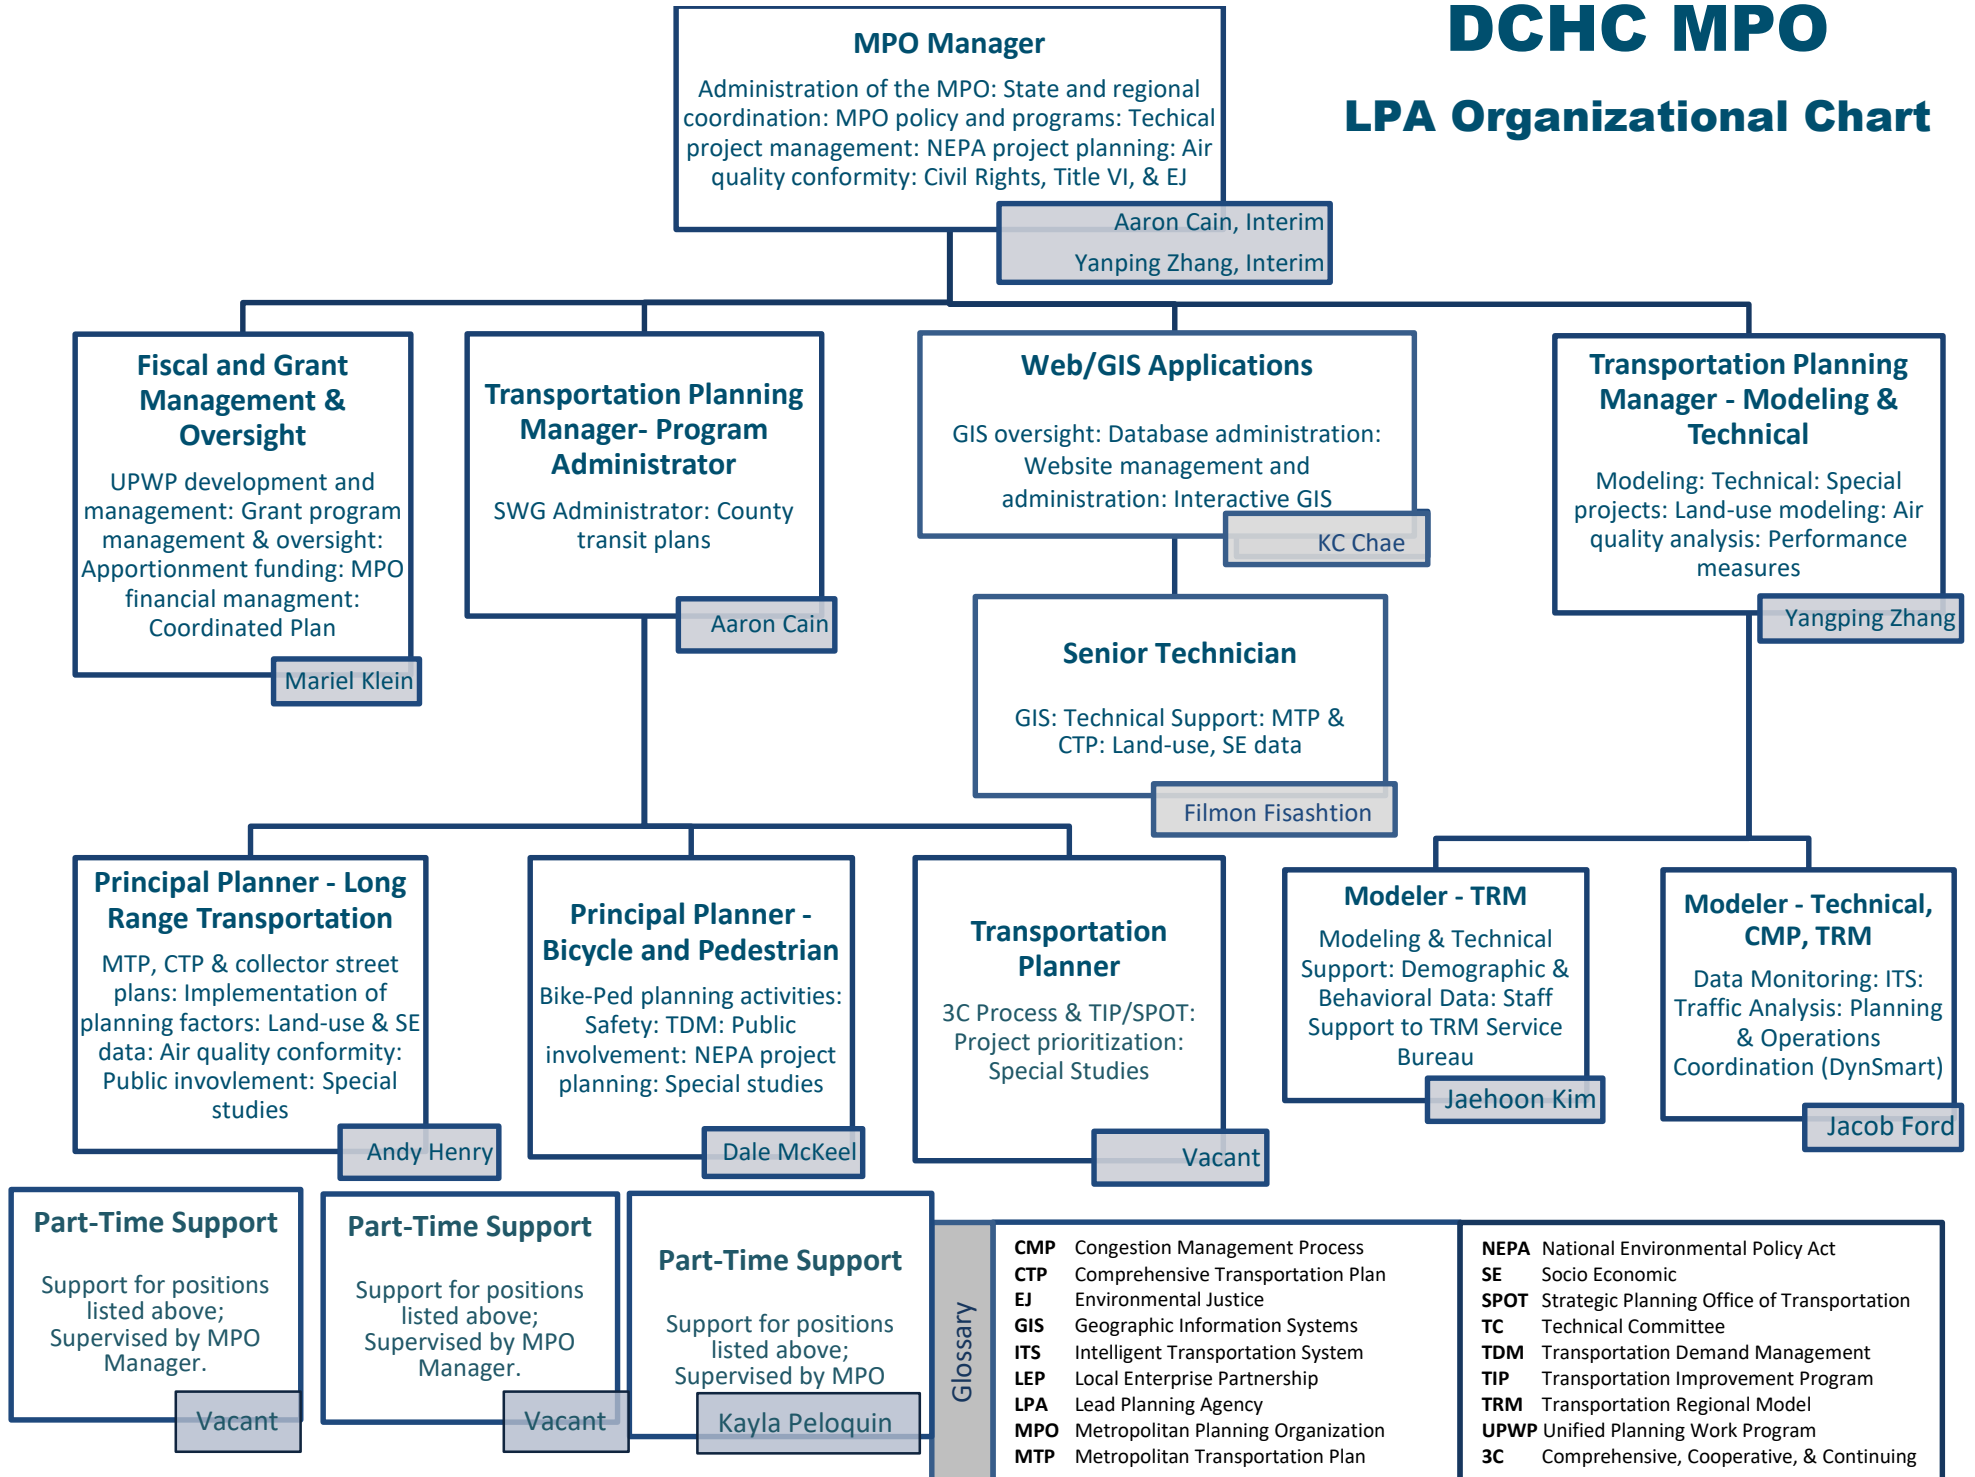 DCHC MPO
LPA Organizational Chart
MPO Manager
Administration of the MPO: State and regional
coordination: MPO policy and programs: Techical
project management: NEPA project planning: Air
quality conformity: Civil Rights, Title VI, & EJ
Aaron Cain, Interim
Yanping Zhang, Interim
Fiscal and Grant
Management &
Oversight
UPWP development and
management: Grant program
management & oversight:
Apportionment funding: MPO
financial managment:
Coordinated Plan
Mariel Klein
Transportation Planning
Manager- Program
Administrator
SWG Administrator: County
transit plans
Aaron Cain
Web/GIS Applications
GIS oversight: Database administration:
Website management and
administration: Interactive GIS
KC Chae
Transportation Planning
Manager - Modeling &
Technical
Modeling: Technical: Special
projects: Land-use modeling: Air
quality analysis: Performance
measures
Yangping Zhang
Senior Technician
GIS: Technical Support: MTP &
CTP: Land-use, SE data
Filmon Fisashtion
Principal Planner - Long
Range Transportation
MTP, CTP & collector street
plans: Implementation of
planning factors: Land-use & SE
data: Air quality conformity:
Public invovlement: Special
studies
Andy Henry
Principal Planner -
Bicycle and Pedestrian
Bike-Ped planning activities:
Safety: TDM: Public
involvement: NEPA project
planning: Special studies
Dale McKeel
Transportation
Planner
3C Process & TIP/SPOT:
Project prioritization:
Special Studies
Vacant
Modeler - TRM
Modeling & Technical
Support: Demographic &
Behavioral Data: Staff
Support to TRM Service
Bureau
Jaehoon Kim
Modeler - Technical,
CMP, TRM
Data Monitoring: ITS:
Traffic Analysis: Planning
& Operations
Coordination (DynSmart)
Jacob Ford
Part-Time Support
Support for positions
listed above;
Supervised by MPO
Manager.
Vacant
Part-Time Support
Support for positions
listed above;
Supervised by MPO
Manager.
Vacant
Part-Time Support
Support for positions
listed above;
Supervised by MPO
Kayla Peloquin
Glossary
CMP Congestion Management Process
CTP Comprehensive Transportation Plan
EJ Environmental Justice
GIS Geographic Information Systems
ITS Intelligent Transportation System
LEP Local Enterprise Partnership
LPA Lead Planning Agency
MPO Metropolitan Planning Organization
MTP Metropolitan Transportation Plan
NEPA National Environmental Policy Act
SE Socio Economic
SPOT Strategic Planning Office of Transportation
TC Technical Committee
TDM Transportation Demand Management
TIP Transportation Improvement Program
TRM Transportation Regional Model
UPWP Unified Planning Work Program
3C Comprehensive, Cooperative, & Continuing